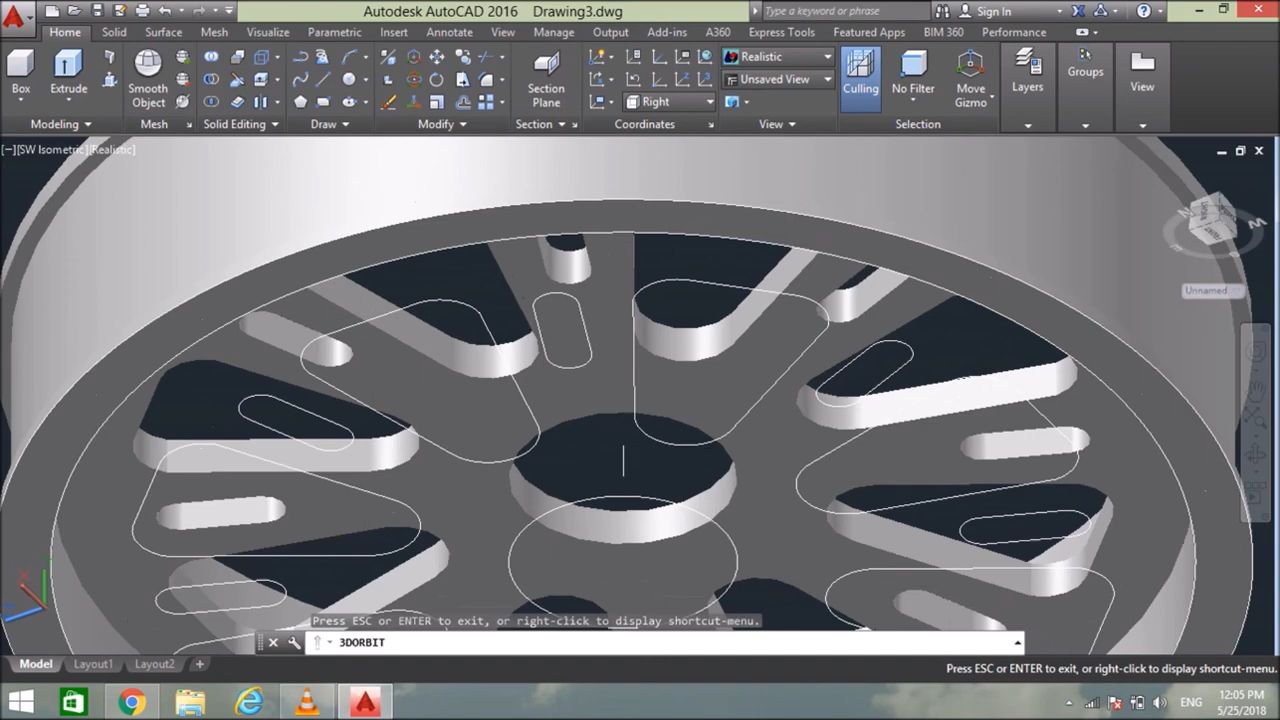 Autodesk AutoCAD 2016 Drawing3.dwg
Type a keyword or phrase
Sign In
Home Solid Surface Mesh Visualize Parametric Insert Annotate View Manage Output Add-ins A360 Express Tools Featured Apps BIM 360 Performance
Realistic
Unsaved View
Right
Box
Extrude
Smooth
Object
Section
Plane
Culling
No Filter
Move
Gizmo
Layers
Groups
View
Modeling
Mesh
Solid Editing
Draw
Modify
Section
Coordinates
View
Selection
[−][SW Isometric][Realistic]
Unnamed
Press ESC or ENTER to exit, or right-click to display shortcut-menu.
3DORBIT
Model Layout1 Layout2 +
Press ESC or ENTER to exit, or right-click to display shortcut-menu.
ENG
12:05 PM
5/25/2018